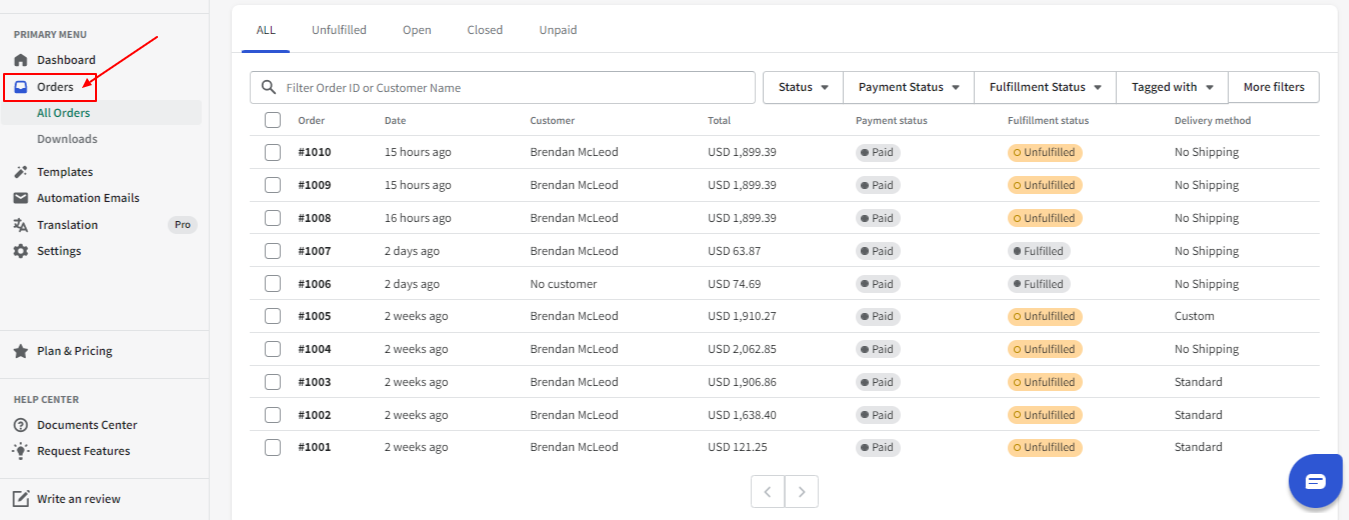 PRIMARY MENU
Dashboard
Orders
All Orders
Downloads
Templates
Automation Emails
Translation Pro
Settings
Plan & Pricing
HELP CENTER
Documents Center
Request Features
Write an review
ALL Unfulfilled Open Closed Unpaid
Filter Order ID or Customer Name Status Payment Status Fulfillment Status Tagged with More filters
Order Date Customer Total Payment status Fulfillment status Delivery method
#1010 15 hours ago Brendan McLeod USD 1,899.39 Paid Unfulfilled No Shipping
#1009 15 hours ago Brendan McLeod USD 1,899.39 Paid Unfulfilled No Shipping
#1008 16 hours ago Brendan McLeod USD 1,899.39 Paid Unfulfilled No Shipping
#1007 2 days ago Brendan McLeod USD 63.87 Paid Fulfilled No Shipping
#1006 2 days ago No customer USD 74.69 Paid Fulfilled No Shipping
#1005 2 weeks ago Brendan McLeod USD 1,910.27 Paid Unfulfilled Custom
#1004 2 weeks ago Brendan McLeod USD 2,062.85 Paid Unfulfilled No Shipping
#1003 2 weeks ago Brendan McLeod USD 1,906.86 Paid Unfulfilled Standard
#1002 2 weeks ago Brendan McLeod USD 1,638.40 Paid Unfulfilled Standard
#1001 2 weeks ago Brendan McLeod USD 121.25 Paid Unfulfilled Standard